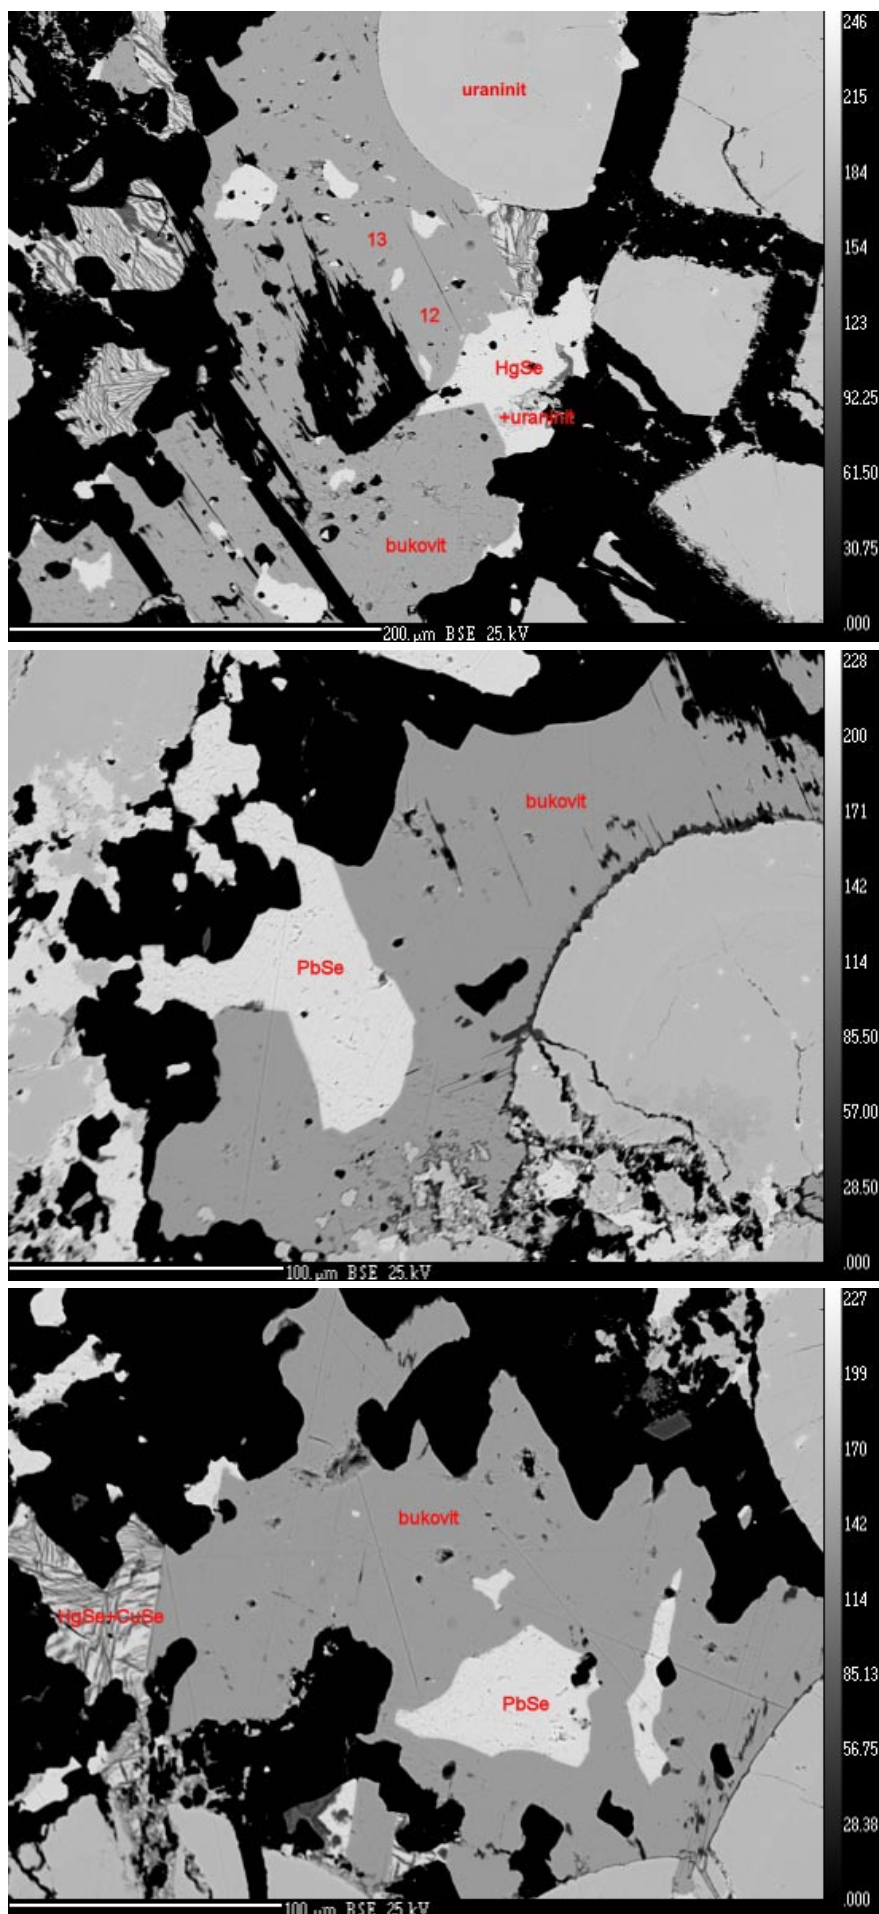 246
uraninit
215
184
13
154
12
123
HgSe
92.25
+uraninit
61.50
bukovit
30.75
.000
200.µm BSE 25.kV
228
200
bukovit
171
142
PbSe
114
85.50
57.00
28.50
.000
100.µm BSE 25.kV
227
199
170
bukovit
142
HgSe+CuSe
114
85.13
PbSe
56.75
28.38
.000
100 µm BSE 25.kV